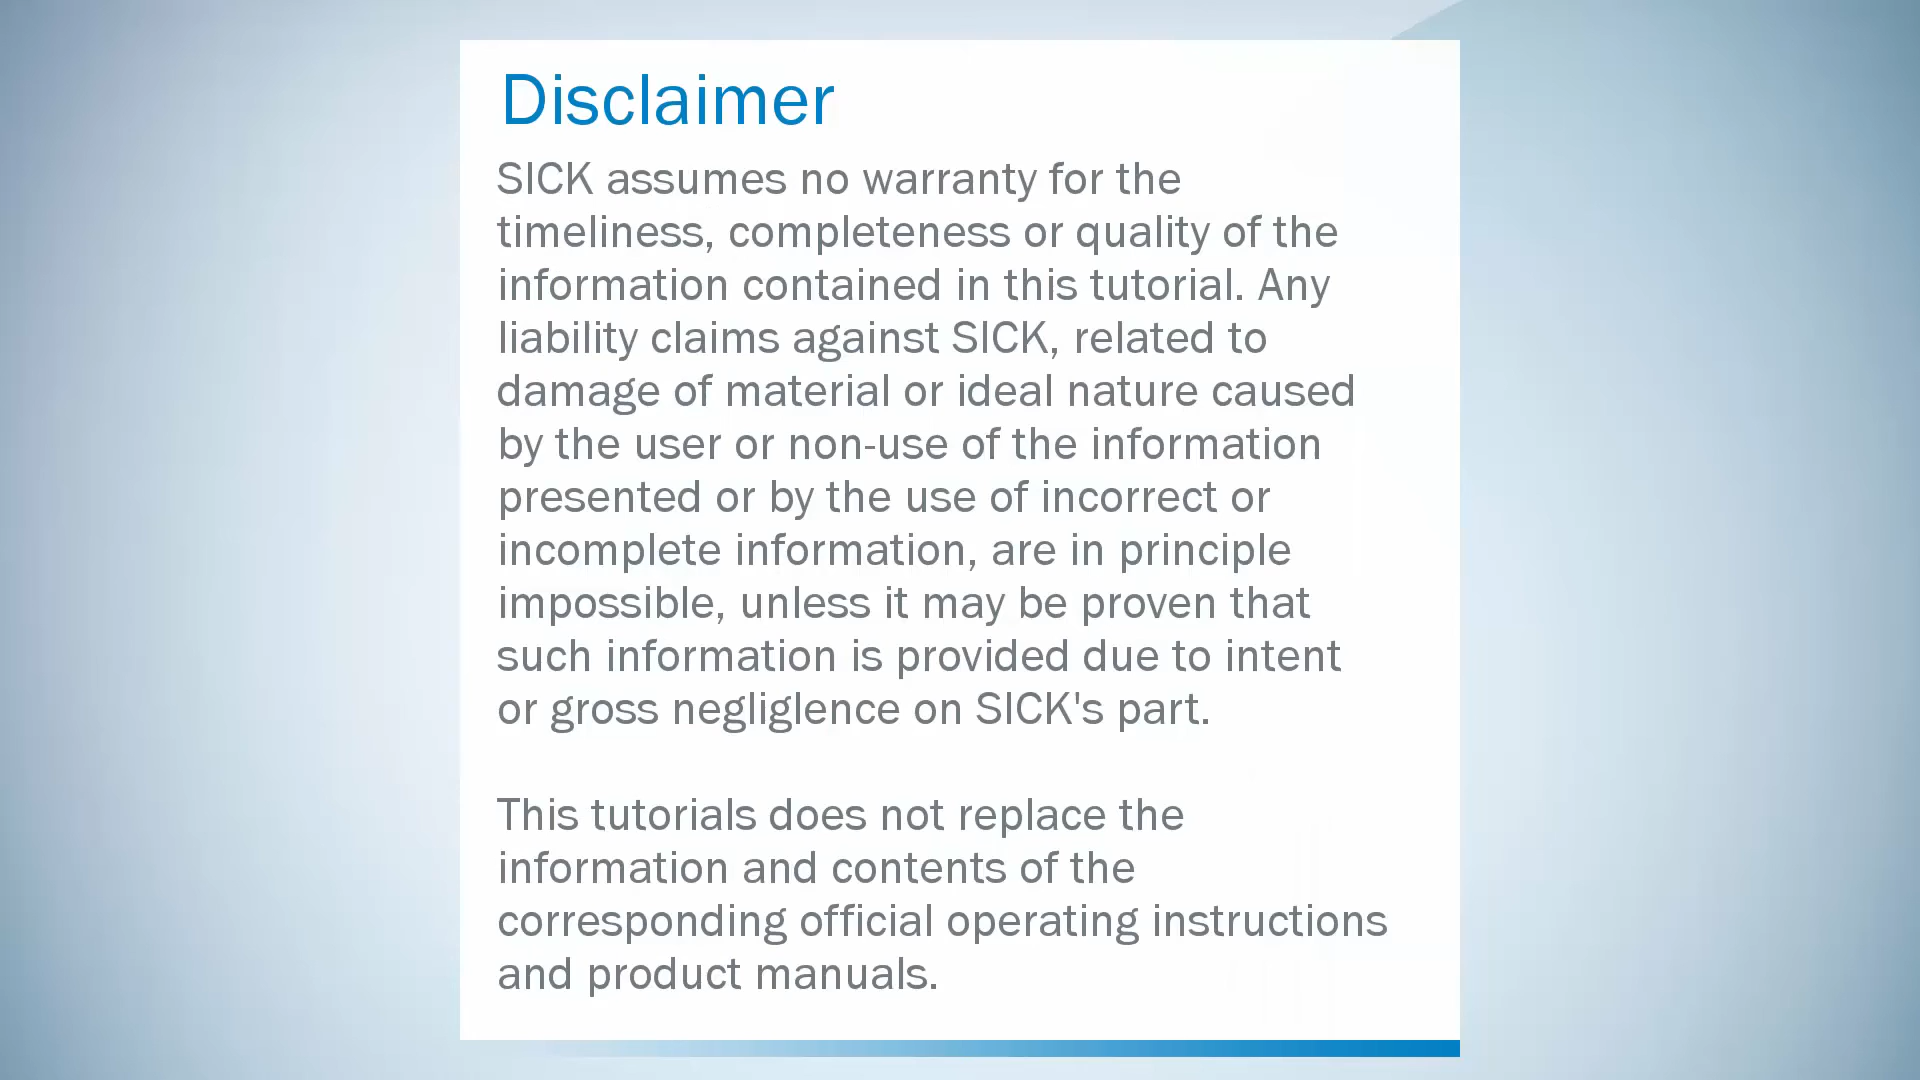 Disclaimer
SICK assumes no warranty for the
timeliness, completeness or quality of the
information contained in this tutorial. Any
liability claims against SICK, related to
damage of material or ideal nature caused
by the user or non-use of the information
presented or by the use of incorrect or
incomplete information, are in principle
impossible, unless it may be proven that
such information is provided due to intent
or gross negliglence on SICK's part.
This tutorials does not replace the
information and contents of the
corresponding official operating instructions
and product manuals.